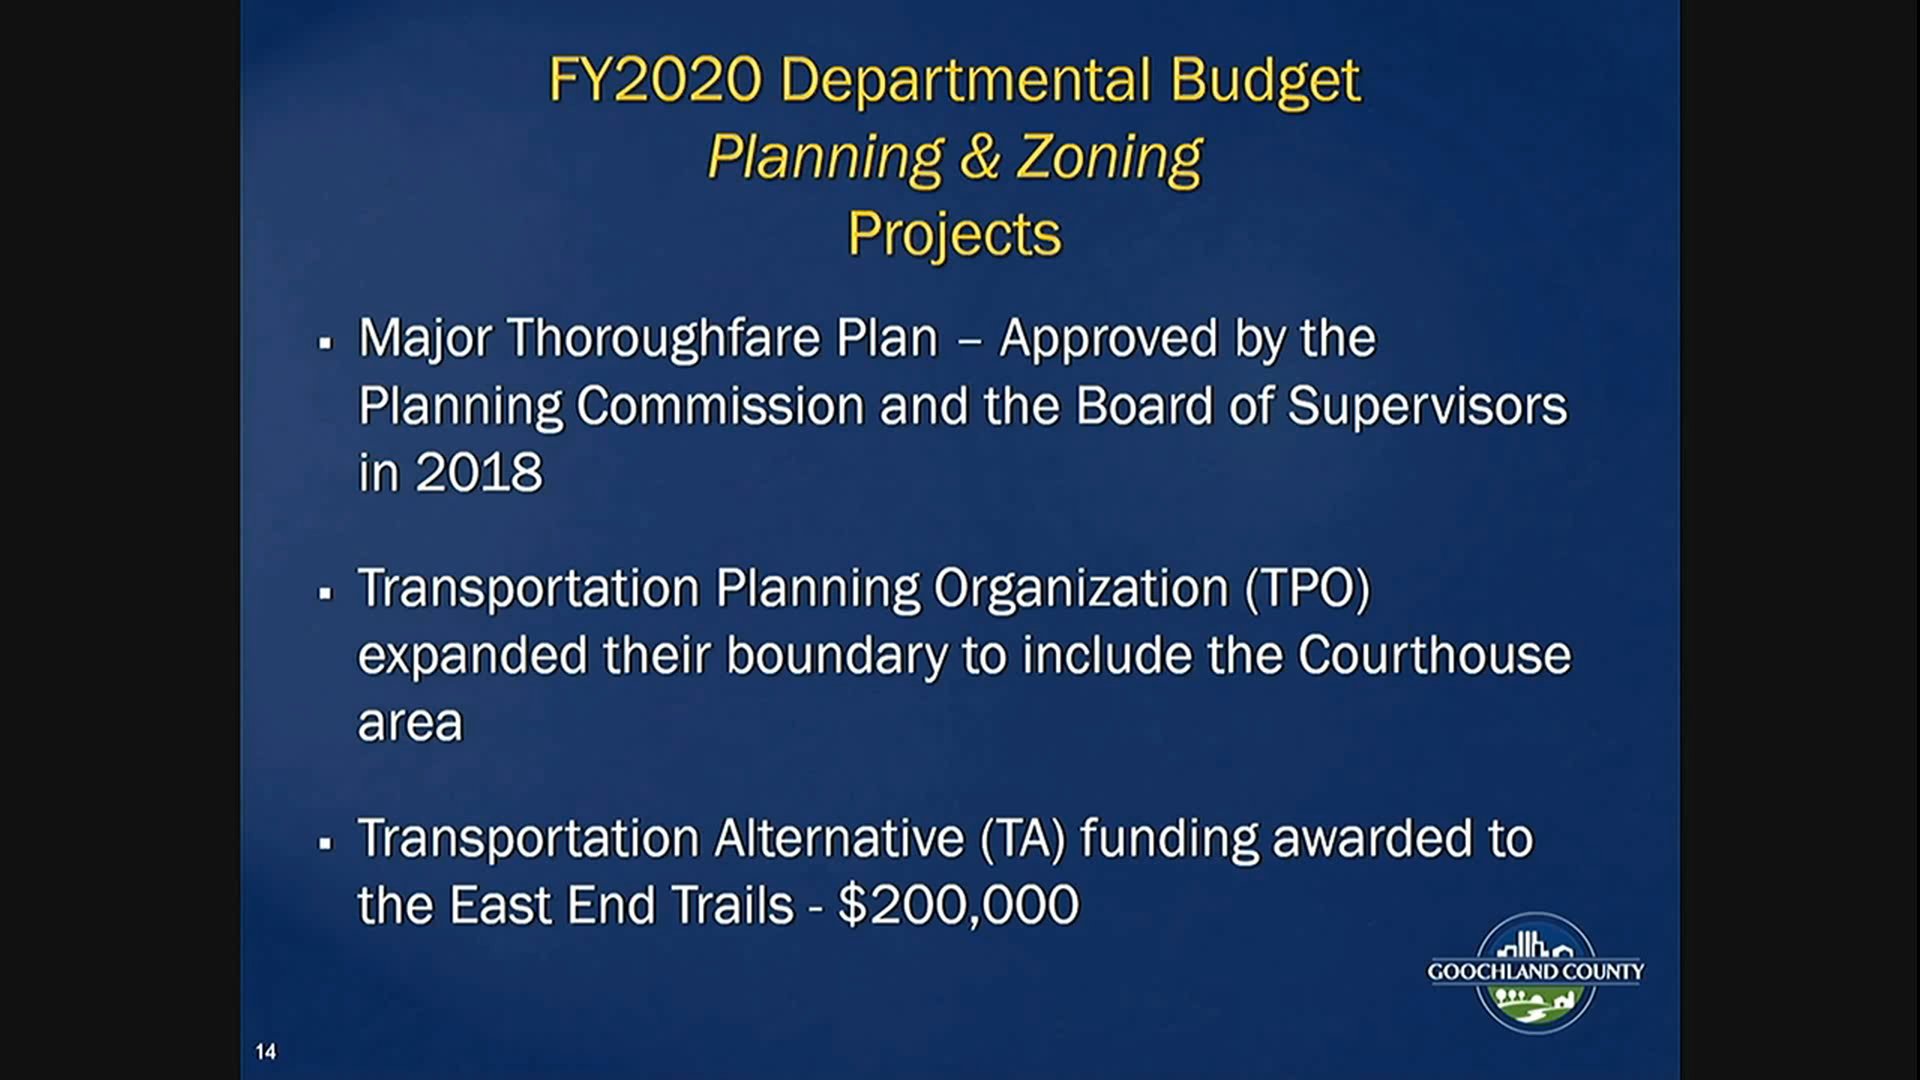 FY2020 Departmental Budget
Planning & Zoning
Projects
▪ Major Thoroughfare Plan – Approved by the
Planning Commission and the Board of Supervisors
in 2018
▪ Transportation Planning Organization (TPO)
expanded their boundary to include the Courthouse
area
▪ Transportation Alternative (TA) funding awarded to
the East End Trails - $200,000
GOOCHLAND COUNTY
14